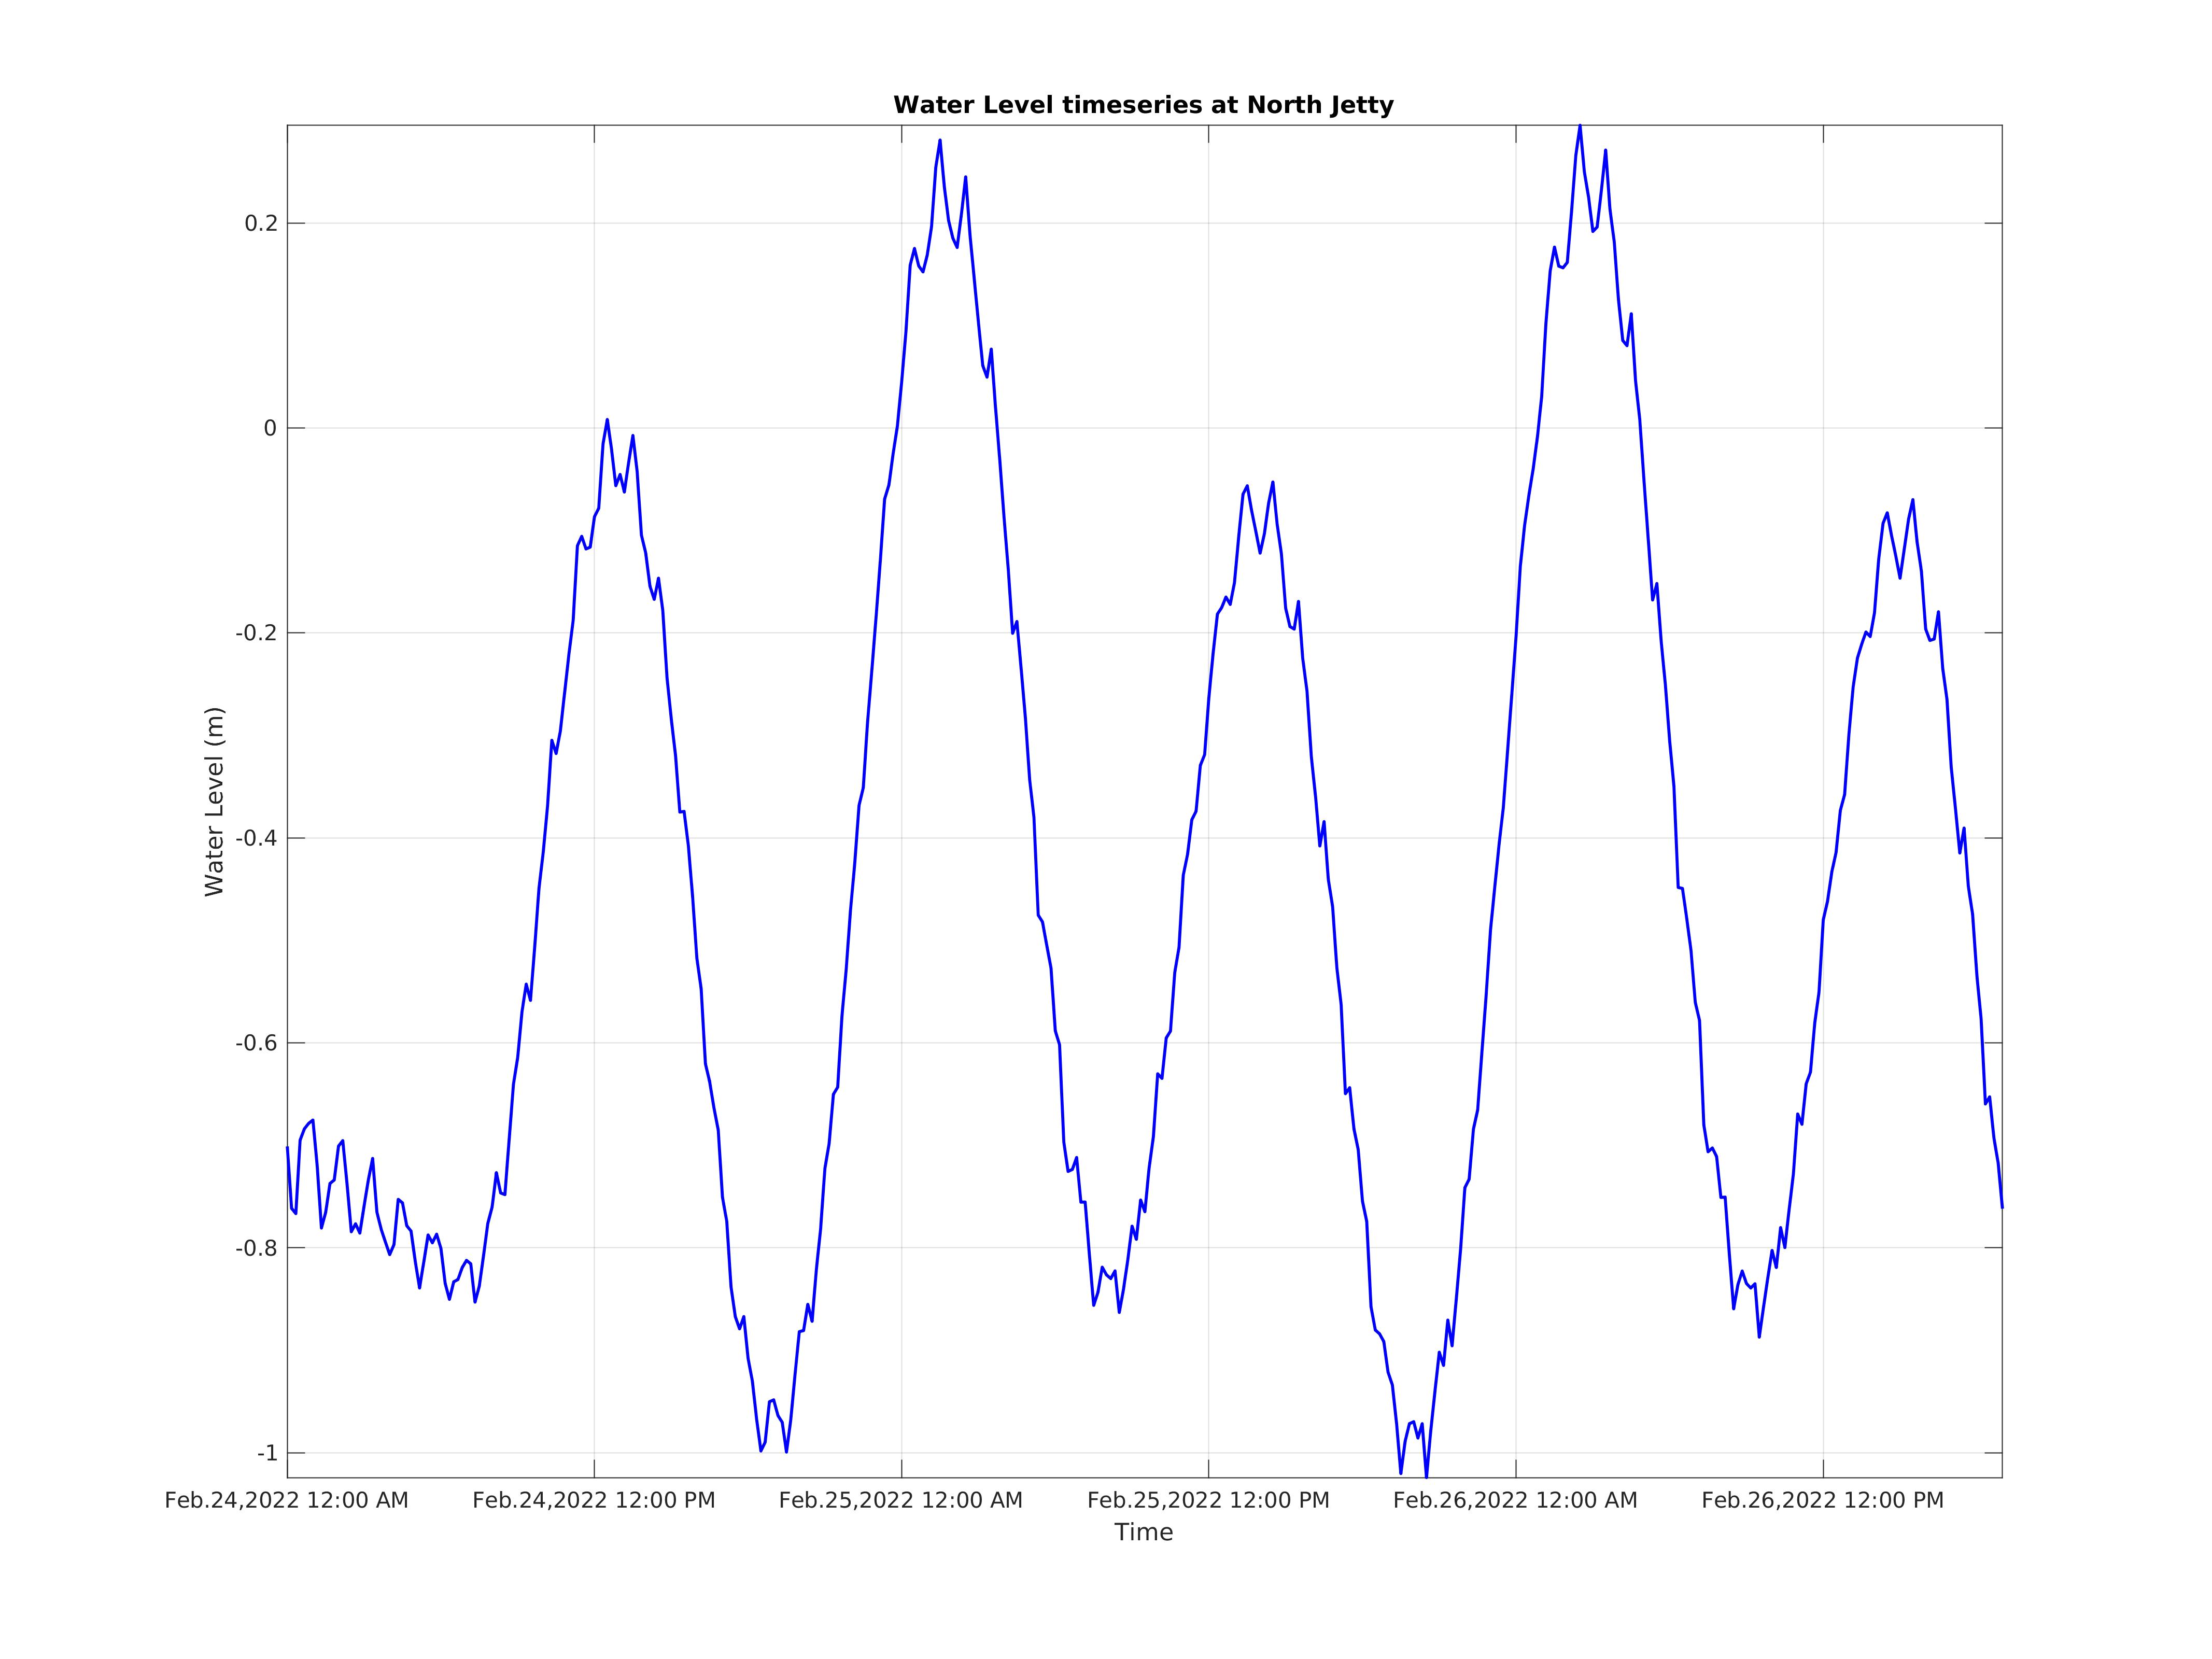 Water Level timeseries at North Jetty
0.2
0
-0.2
-0.4
-0.6
-0.8
-1
Water Level (m)
Feb.24,2022 12:00 AM
Feb.24,2022 12:00 PM
Feb.25,2022 12:00 AM
Feb.25,2022 12:00 PM
Feb.26,2022 12:00 AM
Feb.26,2022 12:00 PM
Time